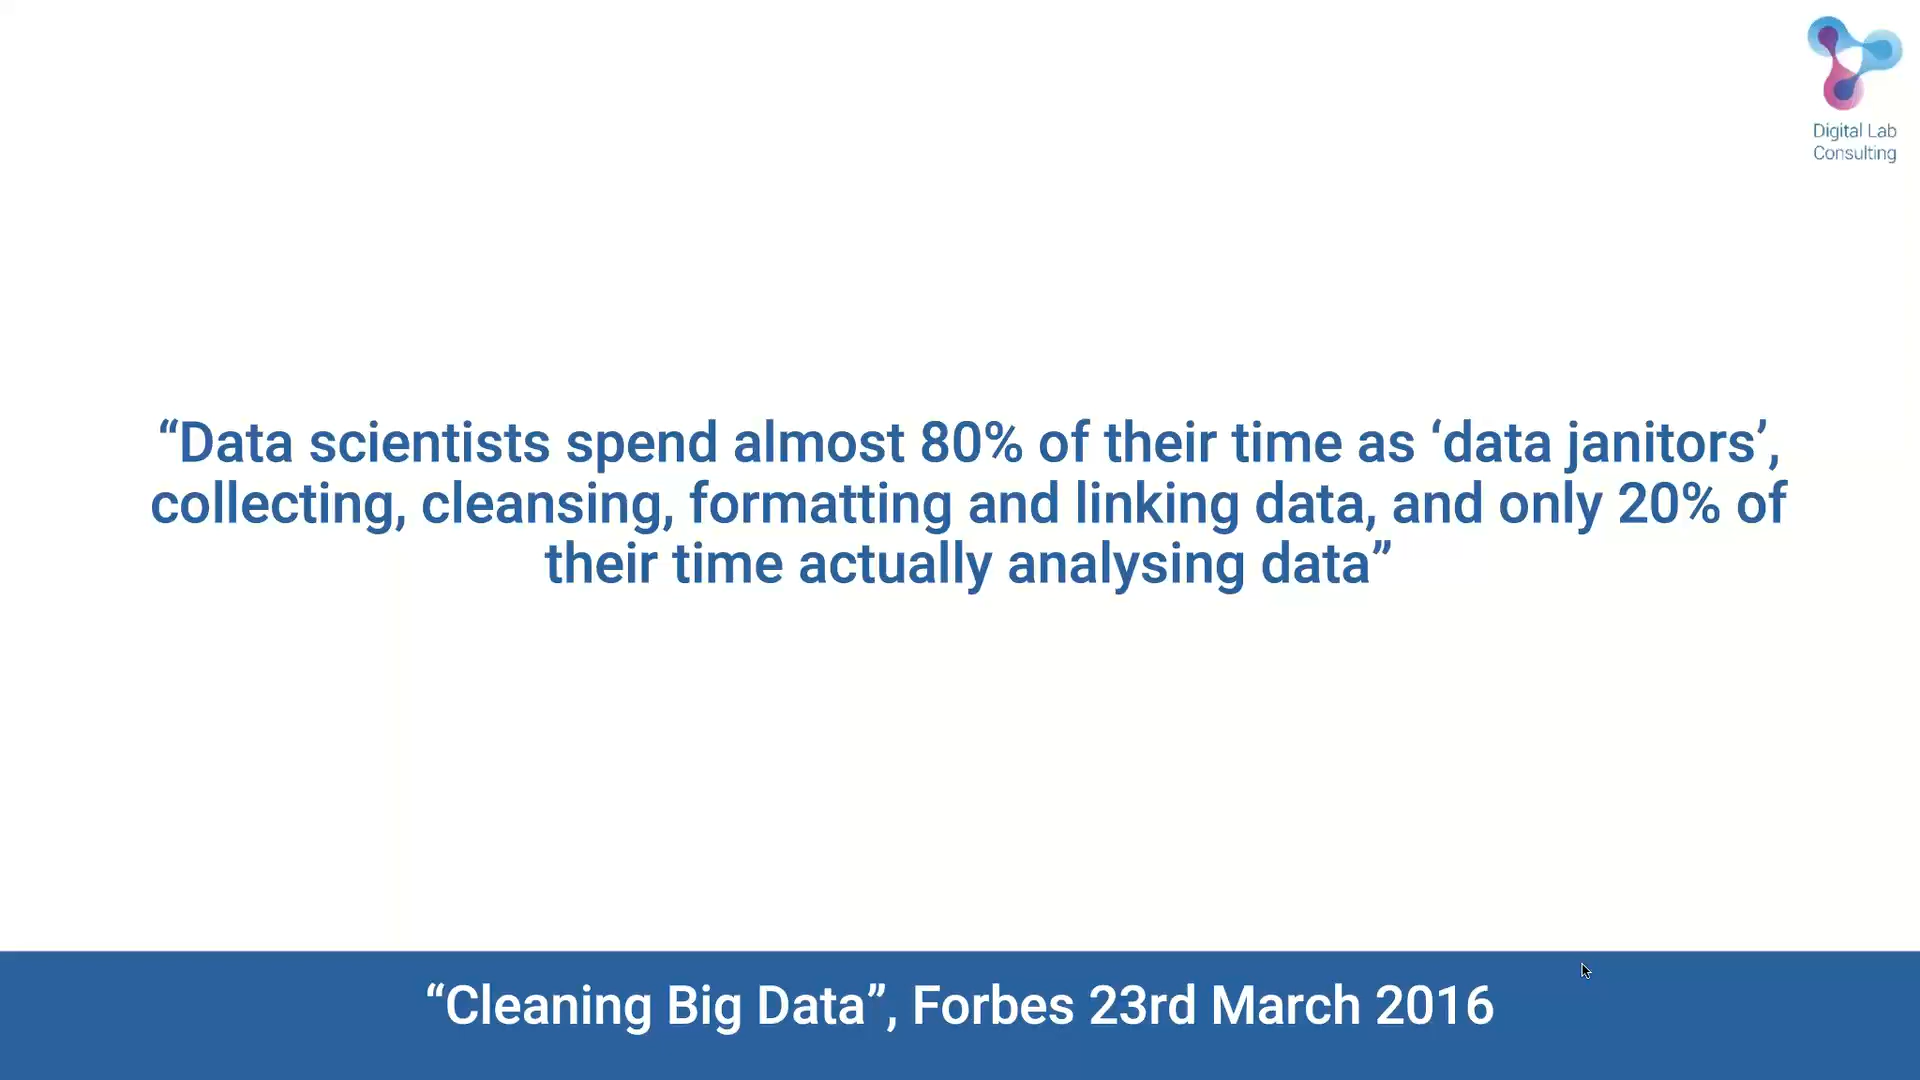 Digital Lab
Consulting
“Data scientists spend almost 80% of their time as ‘data janitors’,
collecting, cleansing, formatting and linking data, and only 20% of
their time actually analysing data”
“Cleaning Big Data”, Forbes 23rd March 2016